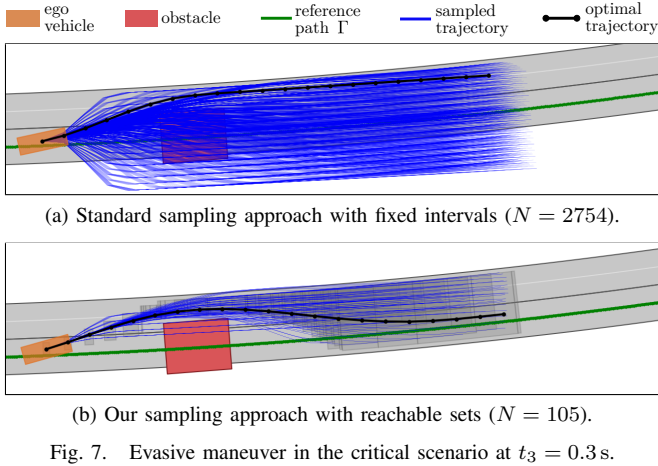 ego vehicle
obstacle
reference path Γ
sampled trajectory
optimal trajectory
(a) Standard sampling approach with fixed intervals (N = 2754).
(b) Our sampling approach with reachable sets (N = 105).
Fig. 7. Evasive maneuver in the critical scenario at t₃ = 0.3 s.